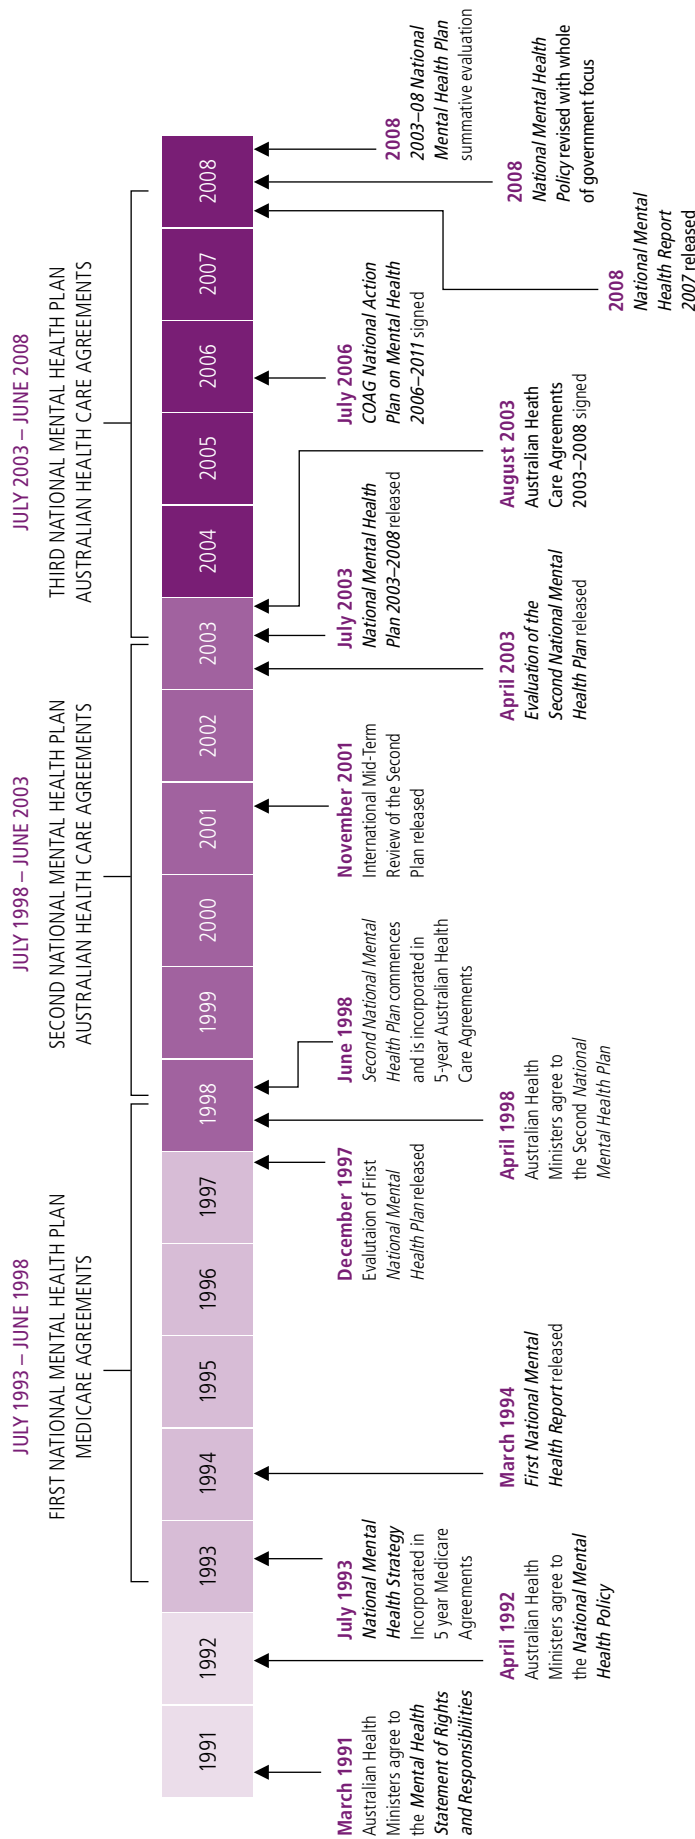 JULY 1993 – JUNE 1998
FIRST NATIONAL MENTAL HEALTH PLAN
MEDICARE AGREEMENTS
JULY 1998 – JUNE 2003
SECOND NATIONAL MENTAL HEALTH PLAN
AUSTRALIAN HEALTH CARE AGREEMENTS
JULY 2003 – JUNE 2008
THIRD NATIONAL MENTAL HEALTH PLAN
AUSTRALIAN HEALTH CARE AGREEMENTS
1991
1992
1993
1994
1995
1996
1997
1998
1999
2000
2001
2002
2003
2004
2005
2006
2007
2008
March 1991
Australian Health
Ministers agree to
the Mental Health
Statement of Rights
and Responsibilities
April 1992
Australian Health
Ministers agree to
the National Mental
Health Policy
July 1993
National Mental
Health Strategy
Incorporated in
5 year Medicare
Agreements
March 1994
First National Mental
Health Report released
December 1997
Evalutaion of First
National Mental
Health Plan released
April 1998
Australian Health
Ministers agree to
the Second National
Mental Health Plan
June 1998
Second National Mental
Health Plan commences
and is incorporated in
5-year Australian Health
Care Agreements
November 2001
International Mid-Term
Review of the Second
Plan released
April 2003
Evaluation of the
Second National Mental
Health Plan released
July 2003
National Mental Health
Plan 2003–2008 released
August 2003
Australian Heath
Care Agreements
2003–2008 signed
July 2006
COAG National Action
Plan on Mental Health
2006–2011 signed
2008
National Mental
Health Report
2007 released
2008
National Mental Health
Policy revised with whole
of government focus
2008
2003–08 National
Mental Health Plan
summative evaluation